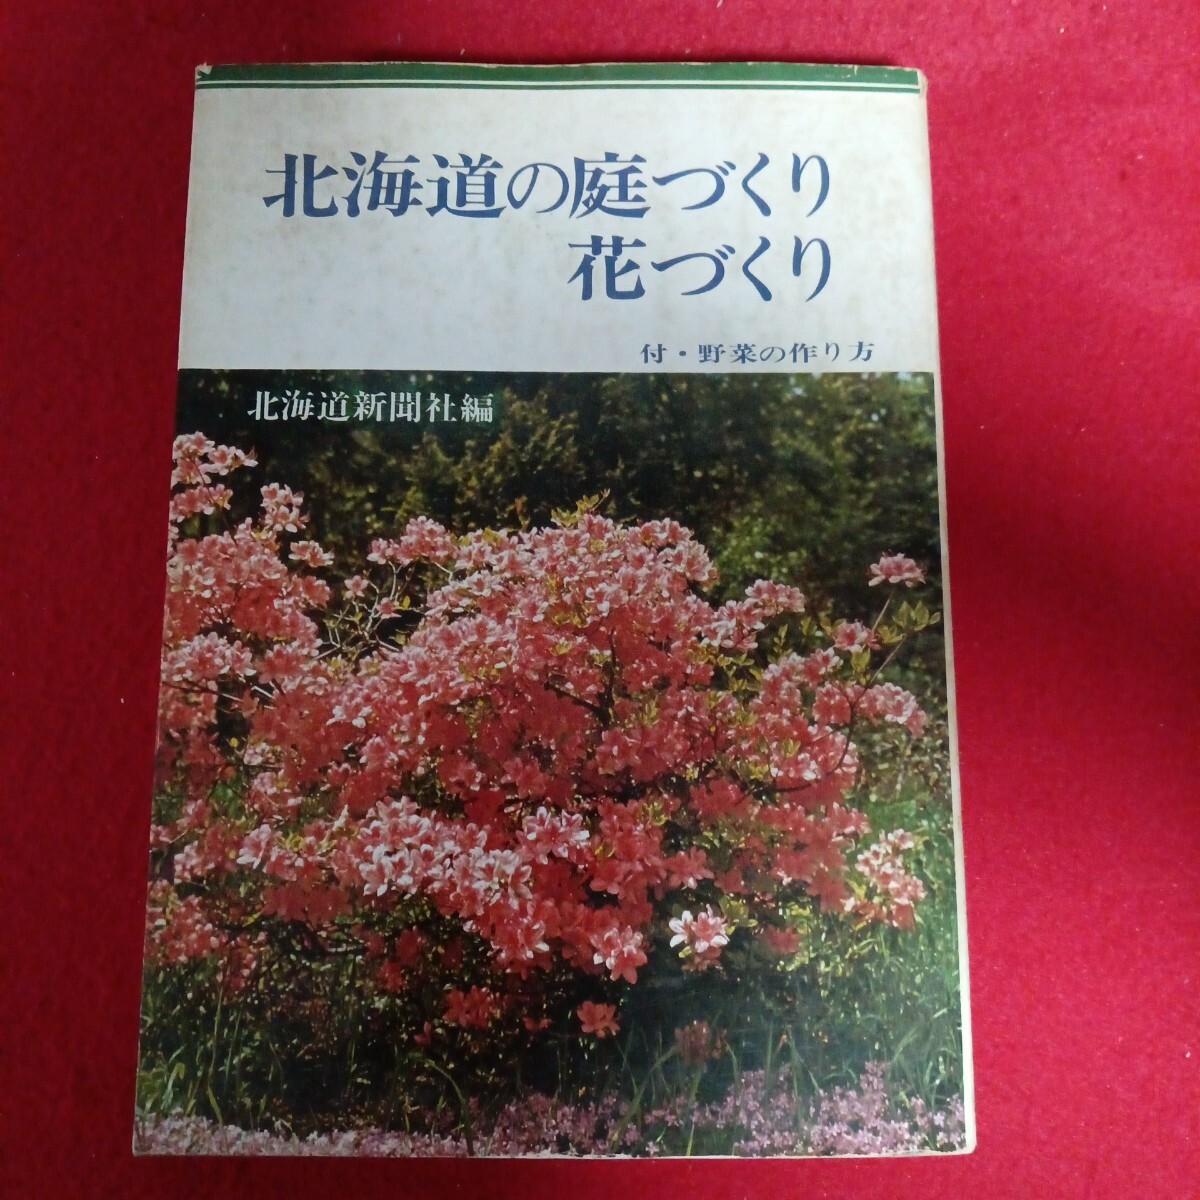 北海道の庭づくり
花づくり
付・野菜の作り方
北海道新聞社編